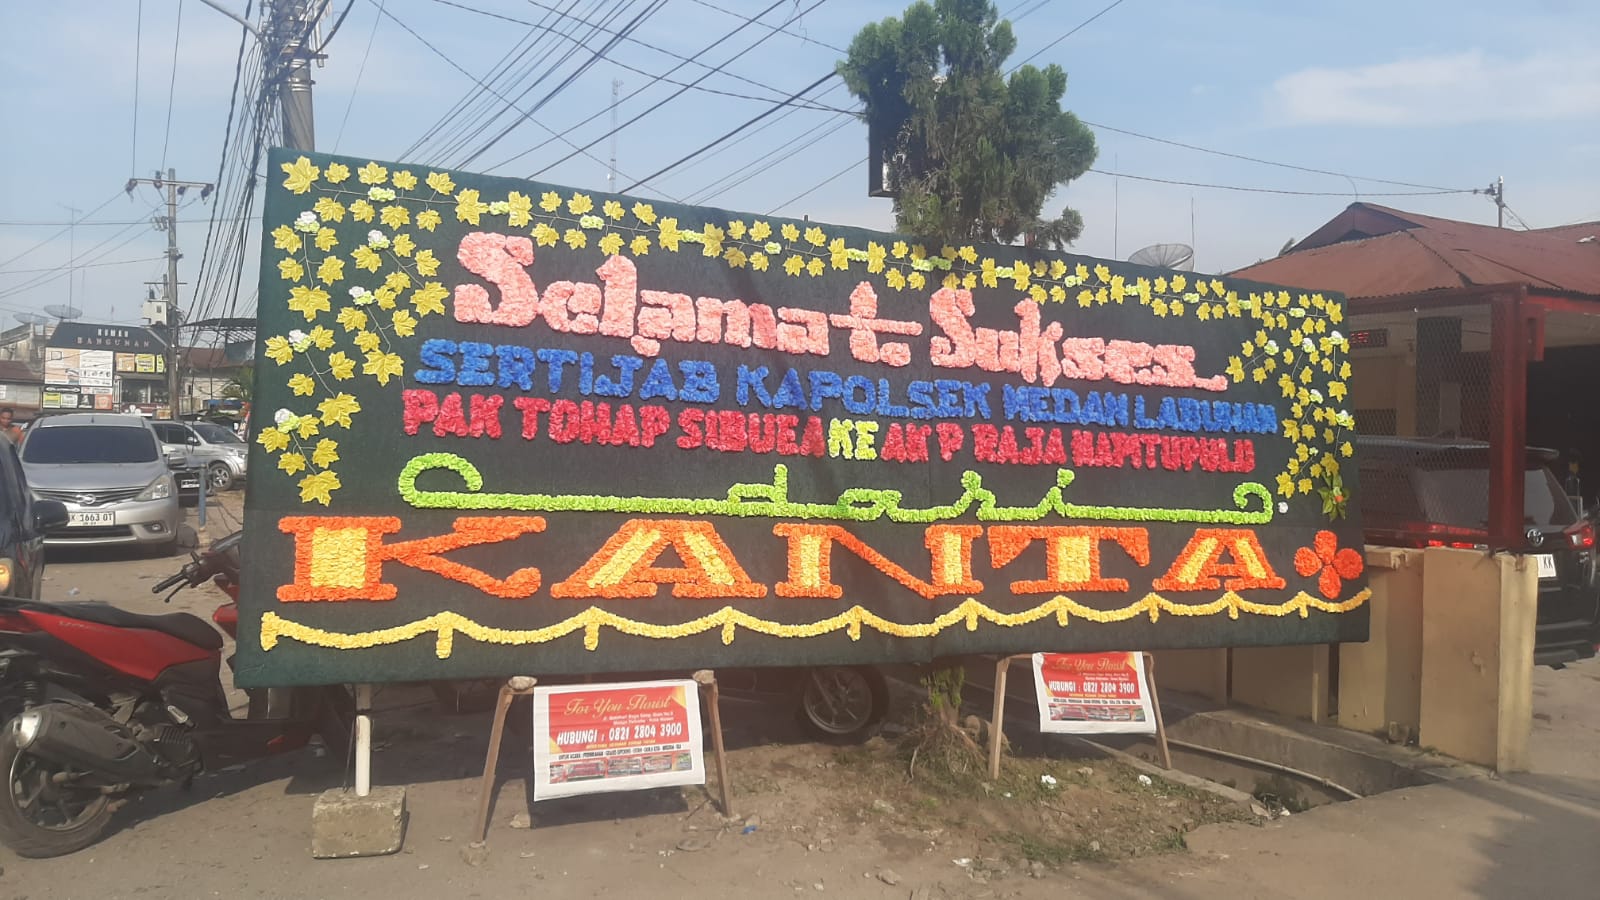 Selamat Sukses
SERTIJAB KAPOLSEK MEDAN LABUHAN
PAK TOHAP SIBUEA KE AKP RAJA NAPITUPULU
dari
KANTA
For You Florist
HUBUNGI : 0821 2804 3900
For You Florist
HUBUNGI : 0821 2804 3900
BANGUNAN
BK 1663 OT
KK